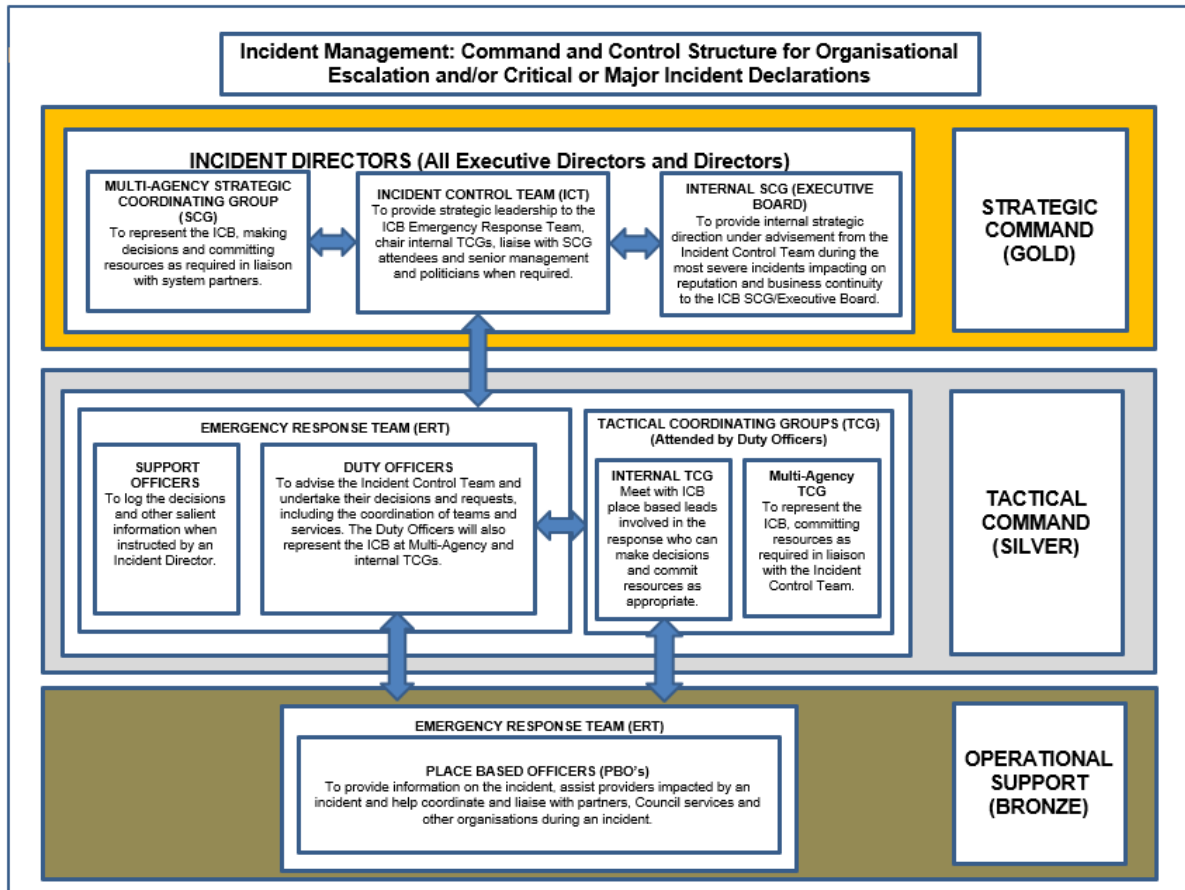 Incident Management: Command and Control Structure for Organisational
Escalation and/or Critical or Major Incident Declarations
INCIDENT DIRECTORS (All Executive Directors and Directors)
MULTI-AGENCY STRATEGIC
COORDINATING GROUP
(SCG)
To represent the ICB, making
decisions and committing
resources as required in liaison
with system partners.
INCIDENT CONTROL TEAM (ICT)
To provide strategic leadership to the
ICB Emergency Response Team,
chair internal TCGs, liaise with SCG
attendees and senior management
and politicians when required.
INTERNAL SCG (EXECUTIVE
BOARD)
To provide internal strategic
direction under advisement from the
Incident Control Team during the
most severe incidents impacting on
reputation and business continuity
to the ICB SCG/Executive Board.
STRATEGIC
COMMAND
(GOLD)
EMERGENCY RESPONSE TEAM (ERT)
SUPPORT
OFFICERS
To log the decisions
and other salient
information when
instructed by an
Incident Director.
DUTY OFFICERS
To advise the Incident Control Team and
undertake their decisions and requests,
including the coordination of teams and
services. The Duty Officers will also
represent the ICB at Multi-Agency and
internal TCGs.
TACTICAL COORDINATING GROUPS (TCG)
(Attended by Duty Officers)
INTERNAL TCG
Meet with ICB
place based leads
involved in the
response who can
make decisions
and commit
resources as
appropriate.
Multi-Agency
TCG
To represent the
ICB, committing
resources as
required in liaison
with the Incident
Control Team.
TACTICAL
COMMAND
(SILVER)
EMERGENCY RESPONSE TEAM (ERT)
PLACE BASED OFFICERS (PBO's)
To provide information on the incident, assist providers impacted by an
incident and help coordinate and liaise with partners, Council services and
other organisations during an incident.
OPERATIONAL
SUPPORT
(BRONZE)